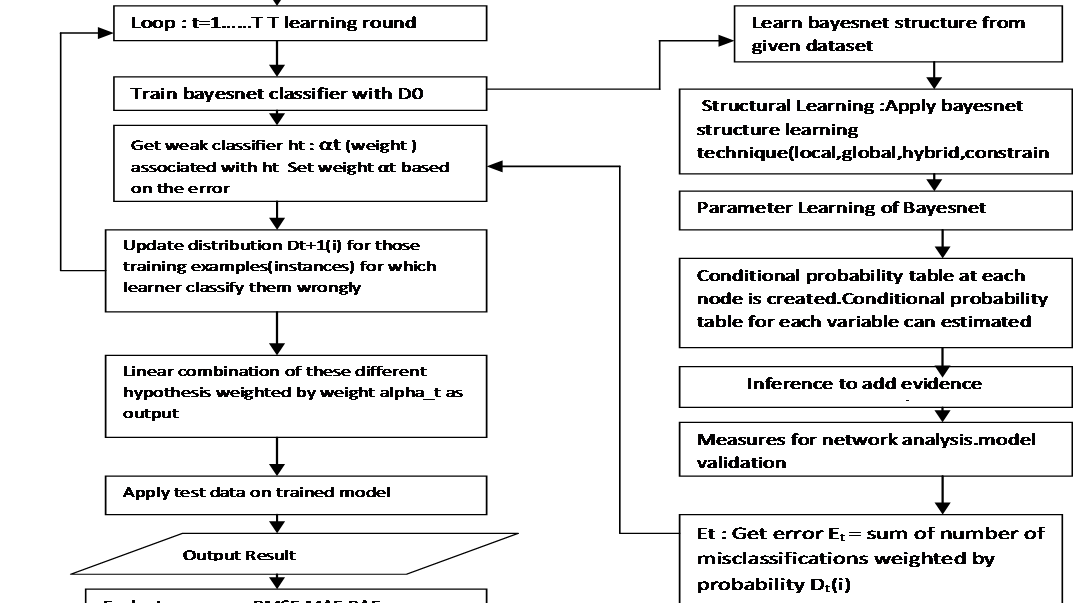 Loop : t=1......T T learning round
Train bayesnet classifier with D0
Get weak classifier ht : αt (weight )
associated with ht  Set weight αt based
on the error
Update distribution Dt+1(i) for those
training examples(instances) for which
learner classify them wrongly
Linear combination of these different
hypothesis weighted by weight alpha_t as
output
Apply test data on trained model
Output Result
Learn bayesnet structure from
given dataset
Structural Learning :Apply bayesnet
structure learning
technique(local,global,hybrid,constrain
Parameter Learning of Bayesnet
Conditional probability table at each
node is created.Conditional probability
table for each variable can estimated
Inference to add evidence
Measures for network analysis.model
validation
Et : Get error Eₜ = sum of number of
misclassifications weighted by
probability Dₜ(i)